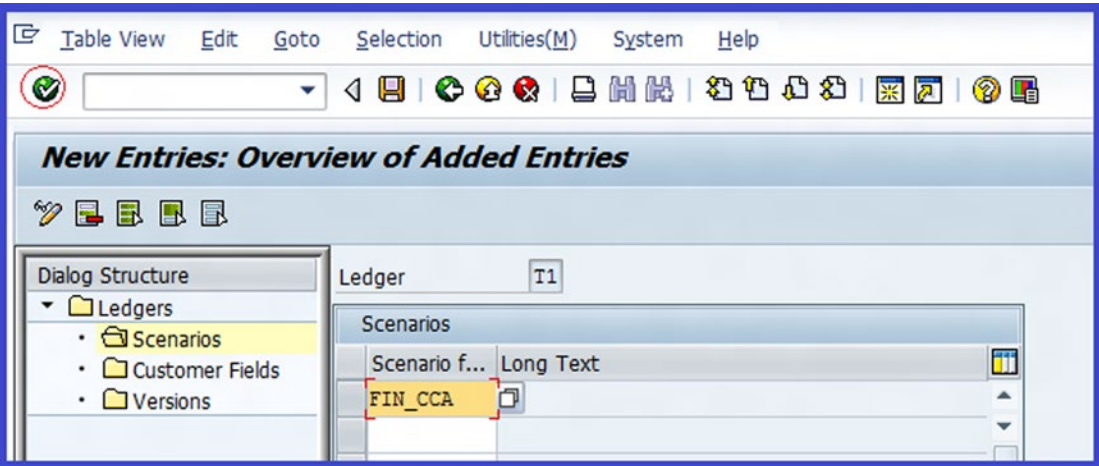 Table View Edit Goto Selection Utilities(M) System Help
New Entries: Overview of Added Entries
Dialog Structure
Ledger T1
Ledgers
Scenarios
Scenarios
Scenario f... Long Text
Customer Fields
FIN_CCA
Versions